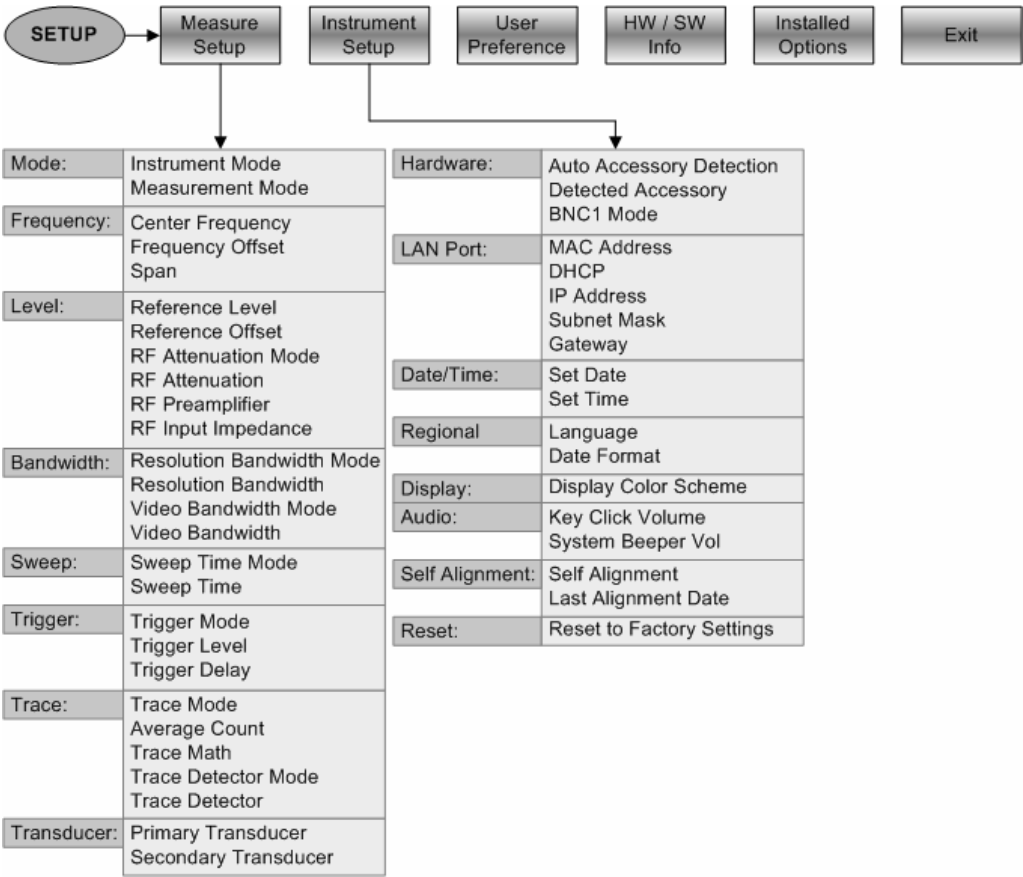 SETUP
Measure
Setup
Instrument
Setup
User
Preference
HW / SW
Info
Installed
Options
Exit
Mode:
Instrument Mode
Measurement Mode
Frequency:
Center Frequency
Frequency Offset
Span
Level:
Reference Level
Reference Offset
RF Attenuation Mode
RF Attenuation
RF Preamplifier
RF Input Impedance
Bandwidth:
Resolution Bandwidth Mode
Resolution Bandwidth
Video Bandwidth Mode
Video Bandwidth
Sweep:
Sweep Time Mode
Sweep Time
Trigger:
Trigger Mode
Trigger Level
Trigger Delay
Trace:
Trace Mode
Average Count
Trace Math
Trace Detector Mode
Trace Detector
Transducer:
Primary Transducer
Secondary Transducer
Hardware:
Auto Accessory Detection
Detected Accessory
BNC1 Mode
LAN Port:
MAC Address
DHCP
IP Address
Subnet Mask
Gateway
Date/Time:
Set Date
Set Time
Regional
Language
Date Format
Display:
Display Color Scheme
Audio:
Key Click Volume
System Beeper Vol
Self Alignment:
Self Alignment
Last Alignment Date
Reset:
Reset to Factory Settings